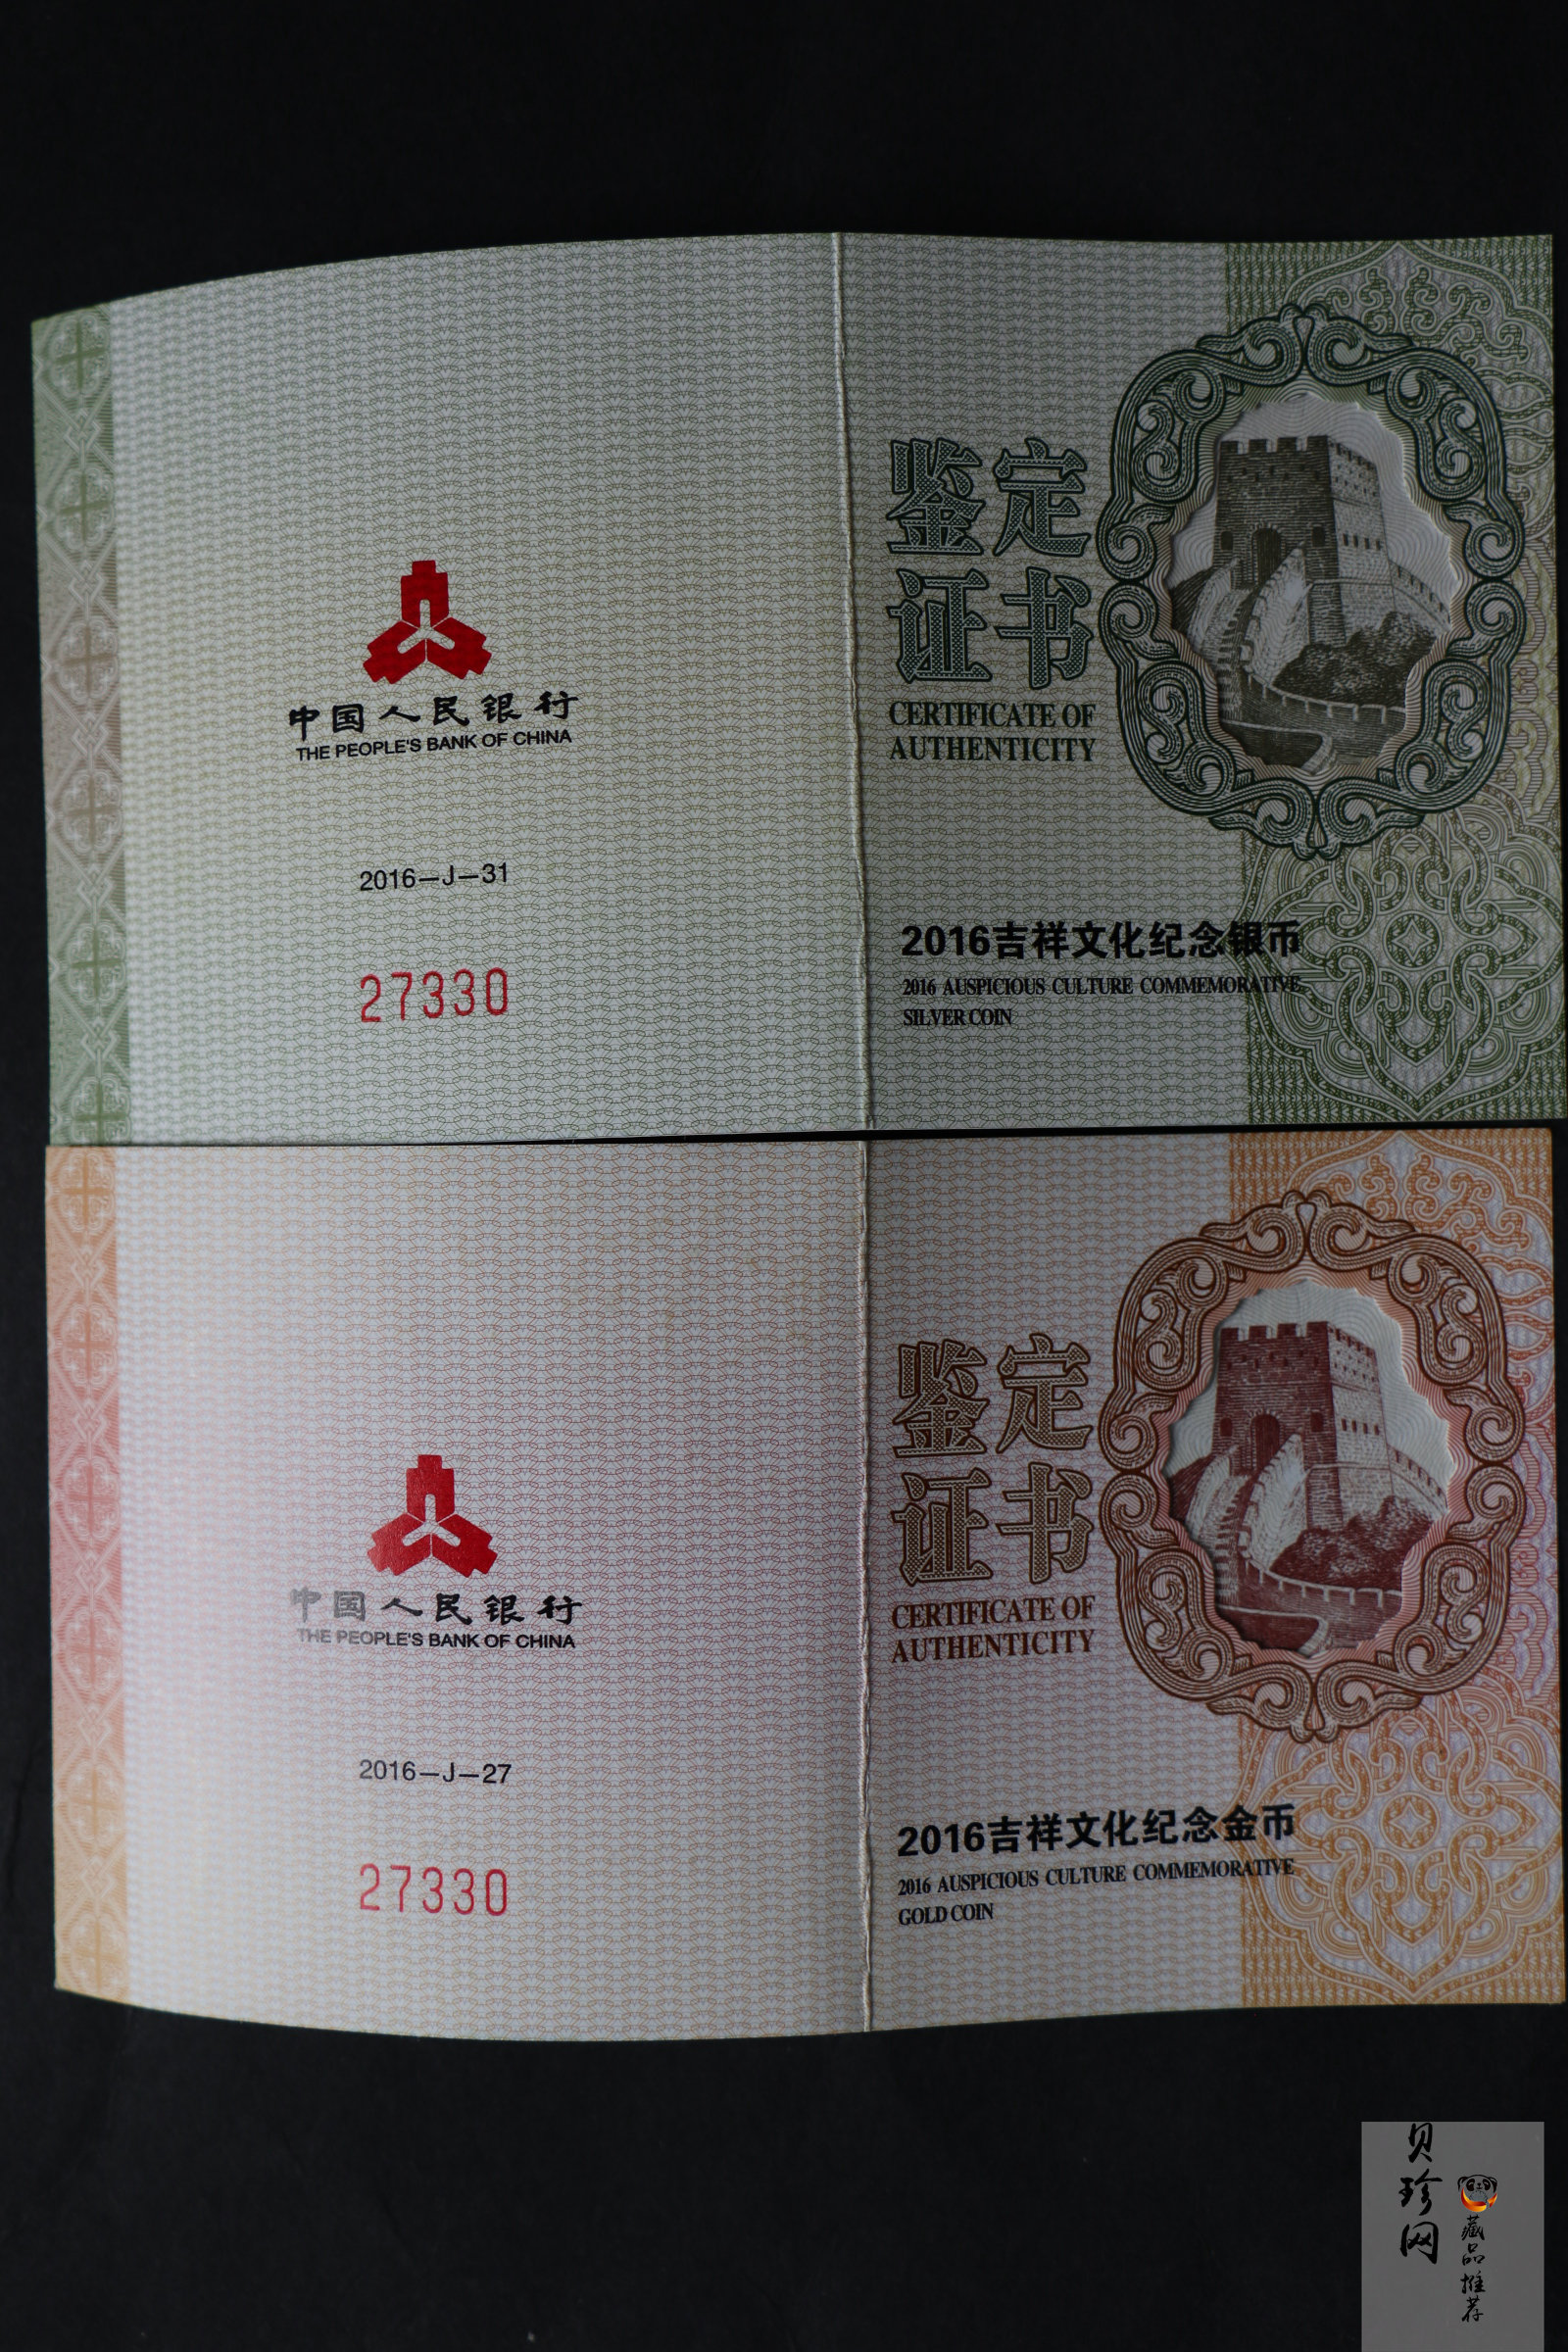 中国人民银行
THE PEOPLE'S BANK OF CHINA
2016—J—31
27330
鉴定
证书
CERTIFICATE OF
AUTHENTICITY
2016吉祥文化纪念银币
2016 AUSPICIOUS CULTURE COMMEMORATIVE
SILVER COIN
中国人民银行
THE PEOPLE'S BANK OF CHINA
2016—J—27
27330
鉴定
证书
CERTIFICATE OF
AUTHENTICITY
2016吉祥文化纪念金币
2016 AUSPICIOUS CULTURE COMMEMORATIVE
GOLD COIN
贝珍网
藏品推荐